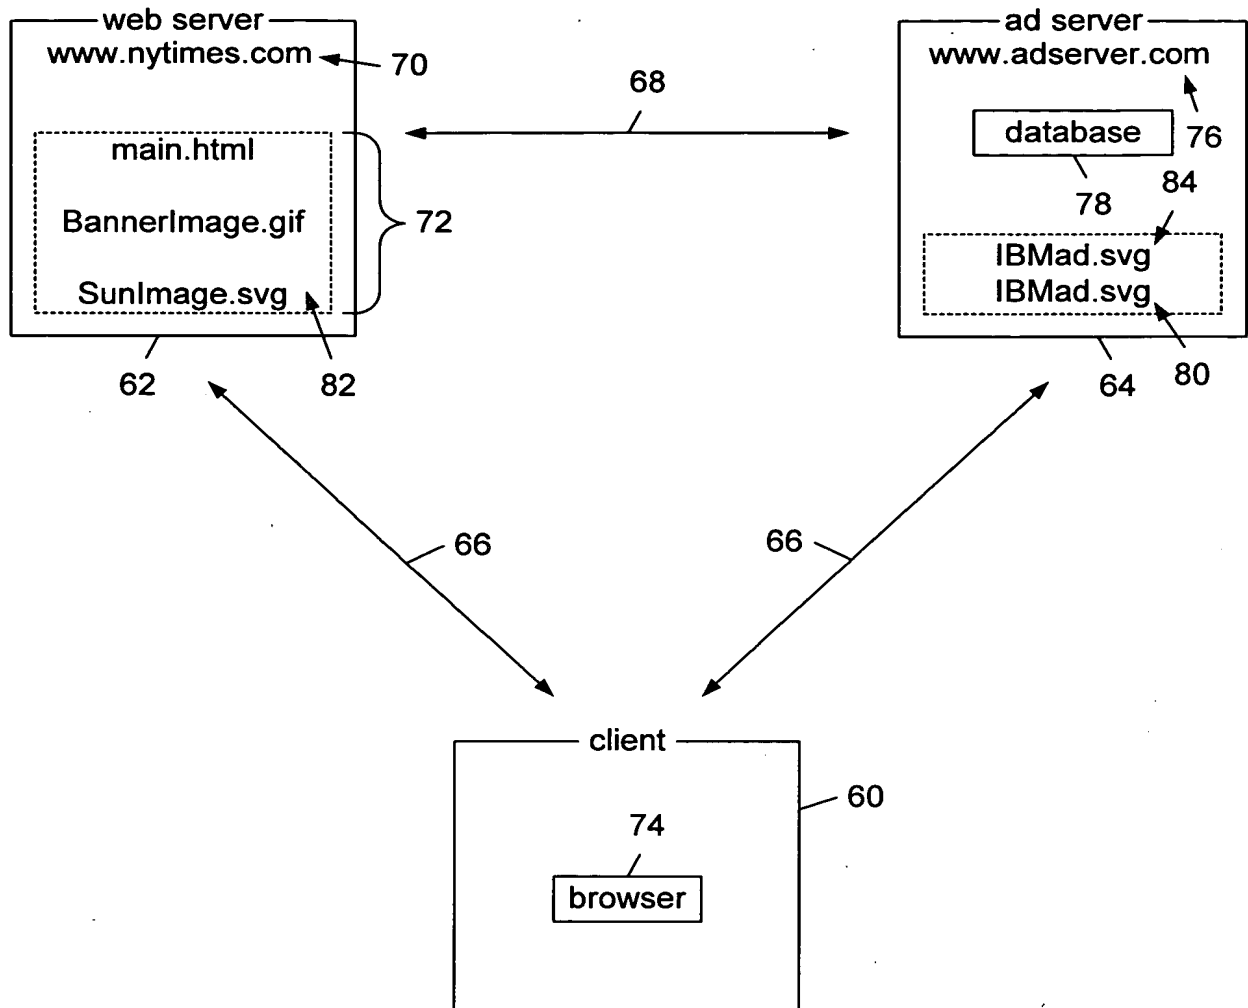 web server
www.nytimes.com
70
main.html
BannerImage.gif
SunImage.svg
72
62
82
68
ad server
www.adserver.com
76
database
78
84
IBMad.svg
IBMad.svg
80
64
66
66
client
60
74
browser